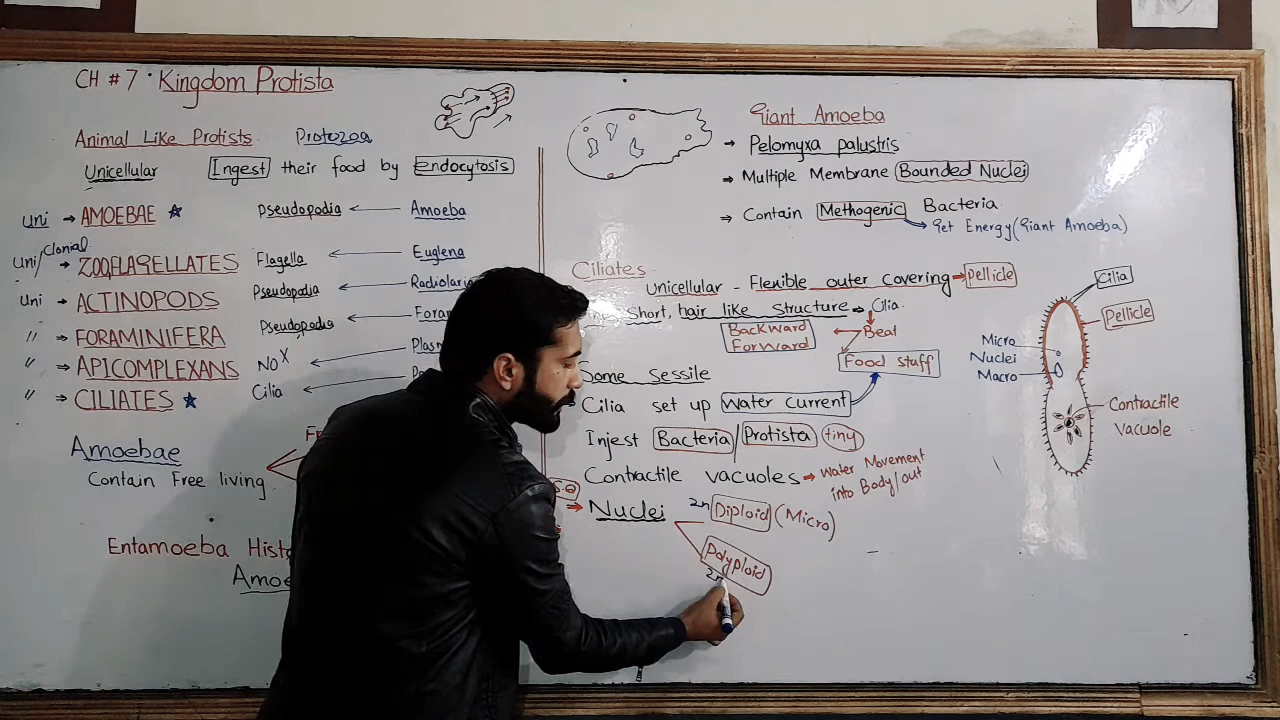 CH # 7 · Kingdom Protista
Animal Like Protists Protozoa
Unicellular Ingest their food by endocytosis
Uni → AMOEBAE ★ Pseudopodia ← Amoeba
Uni/Clonial → ZOOFLAGELLATES Flagella ← Euglena
Uni → ACTINOPODS Pseudopodia ←
" → FORAMINIFERA Pseudopodia ←
" → APICOMPLEXANS NO X ←
" → CILIATES ★ Cilia ←
Amoebae
Contain Free living
Entamoeba
Giant Amoeba
→ Pelomyxa palustris
→ Multiple Membrane Bounded Nuclei
→ Contain Methogenic Bacteria
Get Energy (Giant Amoeba)
Ciliates
Unicellular - Flexible outer covering → Pellicle
Short, hair like structure → Cilia
Backward
Forward
Beat
Food stuff
Some sessile
Cilia set up Water current
Injest Bacteria / Protista tiny
Contractile vacuoles → Water Movement
into Body/out
→ Nuclei 2n Diploid (Micro)
Polyploid
Cilia
Pellicle
Micro
Nuclei
Macro
Contractile
Vacuole